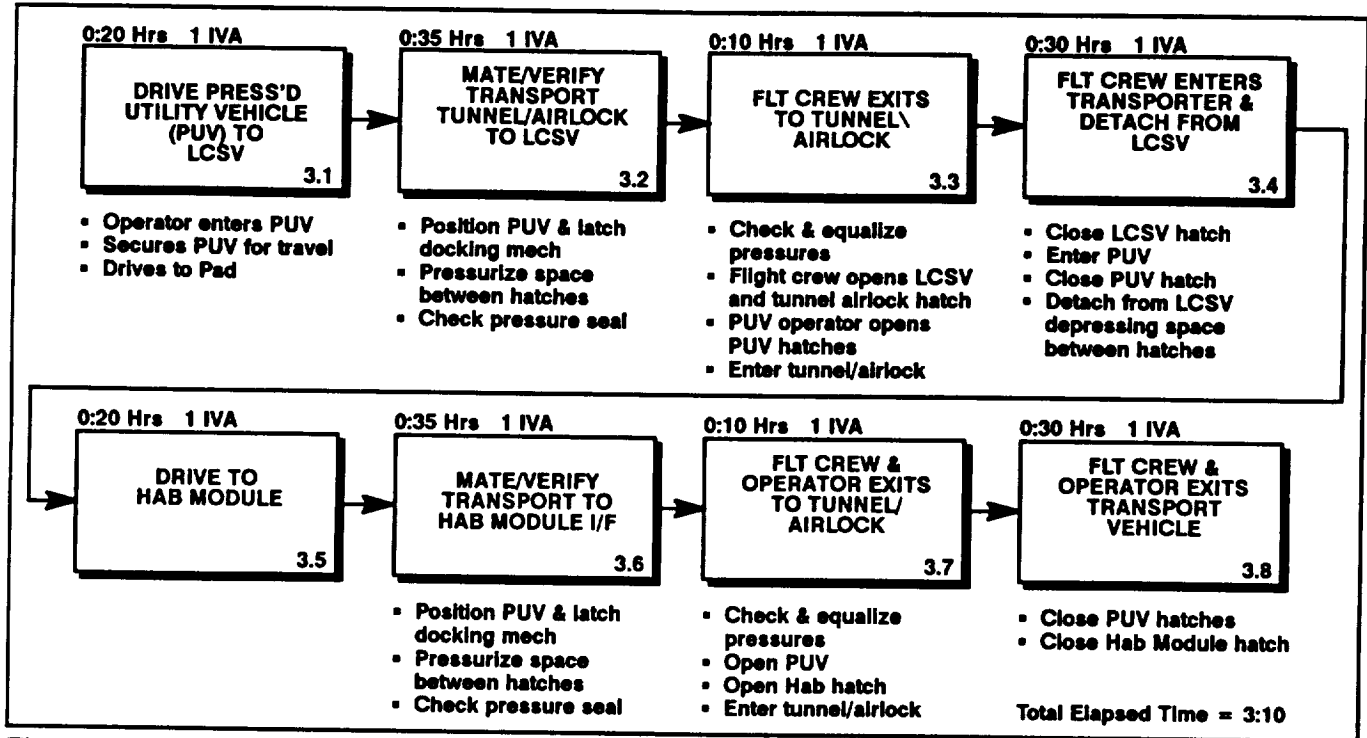 0:20 Hrs 1 IVA
DRIVE PRESS'D
UTILITY VEHICLE
(PUV) TO
LCSV
3.1
▪ Operator enters PUV
▪ Secures PUV for travel
▪ Drives to Pad
0:35 Hrs 1 IVA
MATE/VERIFY
TRANSPORT
TUNNEL/AIRLOCK
TO LCSV
3.2
▪ Position PUV & latch
docking mech
▪ Pressurize space
between hatches
▪ Check pressure seal
0:10 Hrs 1 IVA
FLT CREW EXITS
TO TUNNEL\
AIRLOCK
3.3
▪ Check & equalize
pressures
▪ Flight crew opens LCSV
and tunnel airlock hatch
▪ PUV operator opens
PUV hatches
▪ Enter tunnel/airlock
0:30 Hrs 1 IVA
FLT CREW ENTERS
TRANSPORTER &
DETACH FROM
LCSV
3.4
▪ Close LCSV hatch
▪ Enter PUV
▪ Close PUV hatch
▪ Detach from LCSV
depressing space
between hatches
0:20 Hrs 1 IVA
DRIVE TO
HAB MODULE
3.5
0:35 Hrs 1 IVA
MATE/VERIFY
TRANSPORT TO
HAB MODULE I/F
3.6
▪ Position PUV & latch
docking mech
▪ Pressurize space
between hatches
▪ Check pressure seal
0:10 Hrs 1 IVA
FLT CREW &
OPERATOR EXITS
TO TUNNEL/
AIRLOCK
3.7
▪ Check & equalize
pressures
▪ Open PUV
▪ Open Hab hatch
▪ Enter tunnel/airlock
0:30 Hrs 1 IVA
FLT CREW &
OPERATOR EXITS
TRANSPORT
VEHICLE
3.8
▪ Close PUV hatches
▪ Close Hab Module hatch
Total Elapsed Time = 3:10